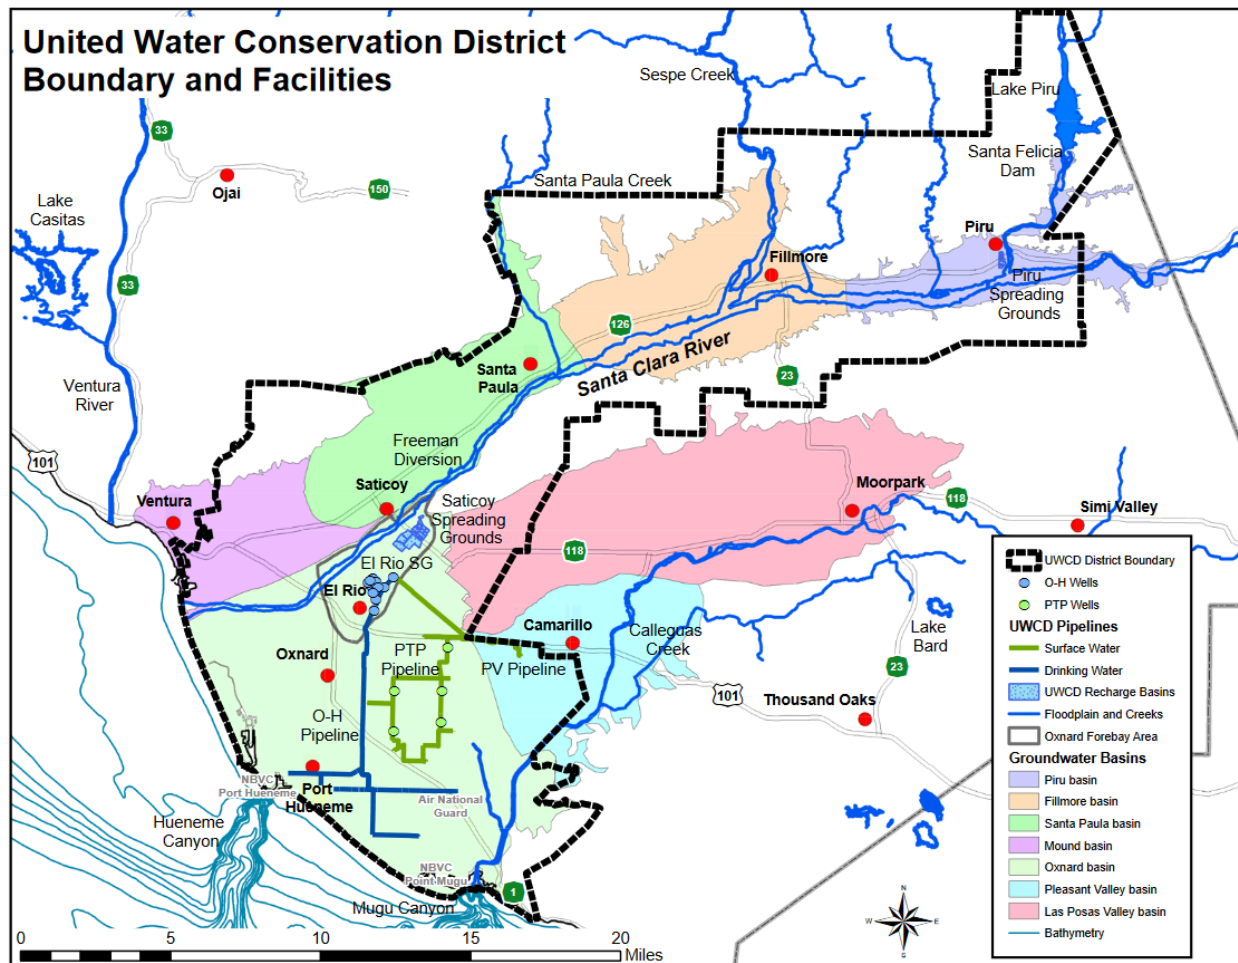 United Water Conservation District
Boundary and Facilities
Sespe Creek
Lake Piru
33
Santa Felicia
Dam
Ojai
150
Santa Paula Creek
Lake
Casitas
Piru
Fillmore
33
Piru
Spreading
Grounds
126
Santa Clara River
Santa
Paula
23
Ventura
River
Freeman
Diversion
101
Saticoy
Saticoy
Spreading
Grounds
Ventura
Moorpark
118
Simi Valley
118
El Rio SG
El Rio
Camarillo
Calleguas
Creek
Lake
Bard
PTP
Pipeline
PV Pipeline
Oxnard
23
101
Thousand Oaks
O-H
Pipeline
NBVC
Port Hueneme
Port
Hueneme
Air National
Guard
Hueneme
Canyon
NBVC
Point Mugu
1
Mugu Canyon
UWCD District Boundary
O-H Wells
PTP Wells
UWCD Pipelines
Surface Water
Drinking Water
UWCD Recharge Basins
Floodplain and Creeks
Oxnard Forebay Area
Groundwater Basins
Piru basin
Fillmore basin
Santa Paula basin
Mound basin
Oxnard basin
Pleasant Valley basin
Las Posas Valley basin
Bathymetry
N
W E
S
0 5 10 15 20
Miles